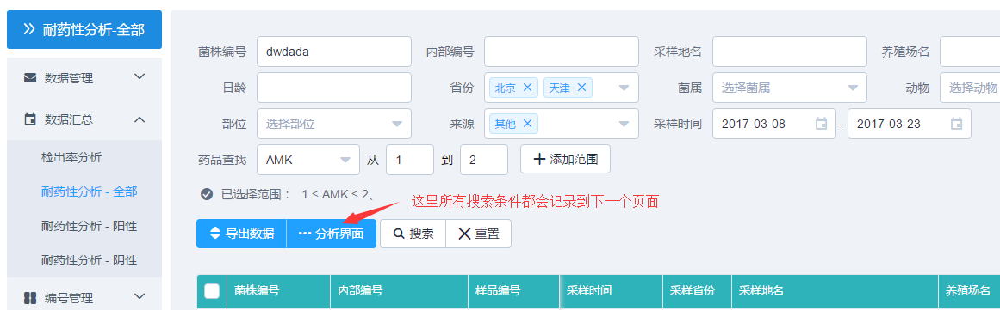 耐药性分析-全部
数据管理
数据汇总
检出率分析
耐药性分析 - 全部
耐药性分析 - 阳性
耐药性分析 - 阴性
编号管理
菌株编号 dwdada 内部编号 采样地名 养殖场名
日龄 省份 北京 天津 菌属 选择菌属 动物 选择动物
部位 选择部位 来源 其他 采样时间 2017-03-08 - 2017-03-23
药品查找 AMK 从 1 到 2 添加范围
已选择范围： 1 ≤ AMK ≤ 2、
这里所有搜索条件都会记录到下一个页面
导出数据 分析界面 搜索 重置
菌株编号 内部编号 样品编号 采样时间 采样省份 采样地名 养殖场名